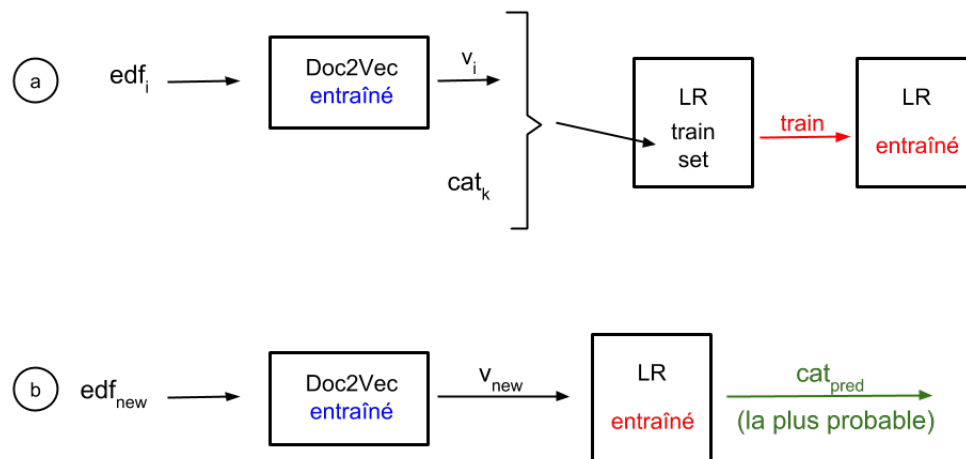 a
edf_i
Doc2Vec
entraîné
v_i
cat_k
LR
train
set
train
LR
entraîné
b
edf_new
Doc2Vec
entraîné
v_new
LR
entraîné
cat_pred
(la plus probable)